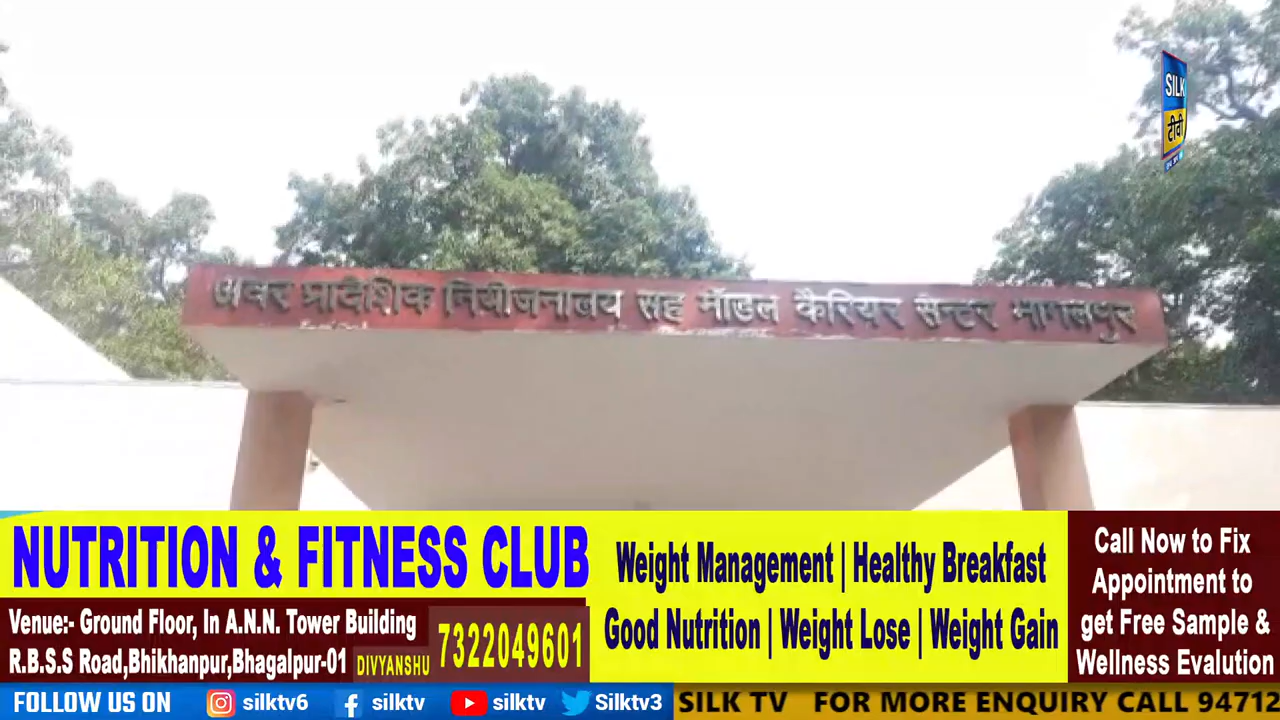 SILK
टीवी
अवर प्रादेशिक नियोजनालय सह मॉडल कैरियर सेन्टर भागलपुर
NUTRITION & FITNESS CLUB
Venue:- Ground Floor, In A.N.N. Tower Building
R.B.S.S Road,Bhikhanpur,Bhagalpur-01
DIVYANSHU
7322049601
Weight Management | Healthy Breakfast
Good Nutrition | Weight Lose | Weight Gain
Call Now to Fix
Appointment to
get Free Sample &
Wellness Evalution
FOLLOW US ON silktv6 silktv silktv Silktv3
SILK TV FOR MORE ENQUIRY CALL 94712